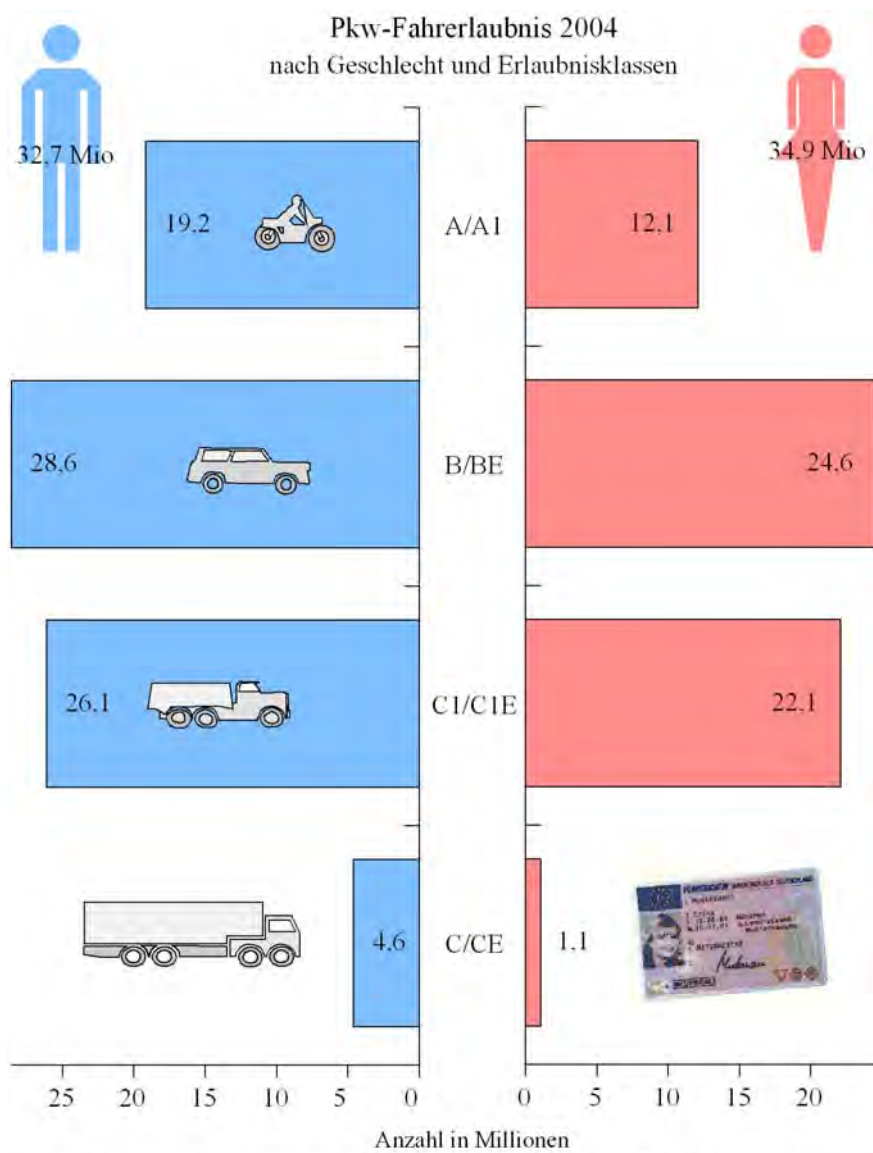 Pkw-Fahrerlaubnis 2004
nach Geschlecht und Erlaubnisklassen
32,7 Mio
34,9 Mio
19,2
A/A1
12,1
28,6
B/BE
24,6
26,1
C1/C1E
22,1
4,6
C/CE
1,1
25 20 15 10 5 0
0 5 10 15 20
Anzahl in Millionen